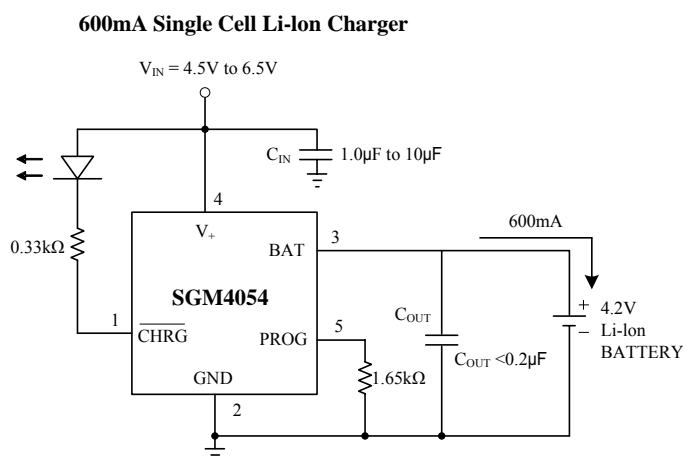 600mA Single Cell Li-Ion Charger
V_IN = 4.5V to 6.5V
C_IN 1.0μF to 10μF
4
V_+
600mA
3
BAT
0.33kΩ
SGM4054
+ 4.2V
Li-Ion
BATTERY
–
1
CHRG
5
PROG
C_OUT
C_OUT <0.2μF
1.65kΩ
GND
2